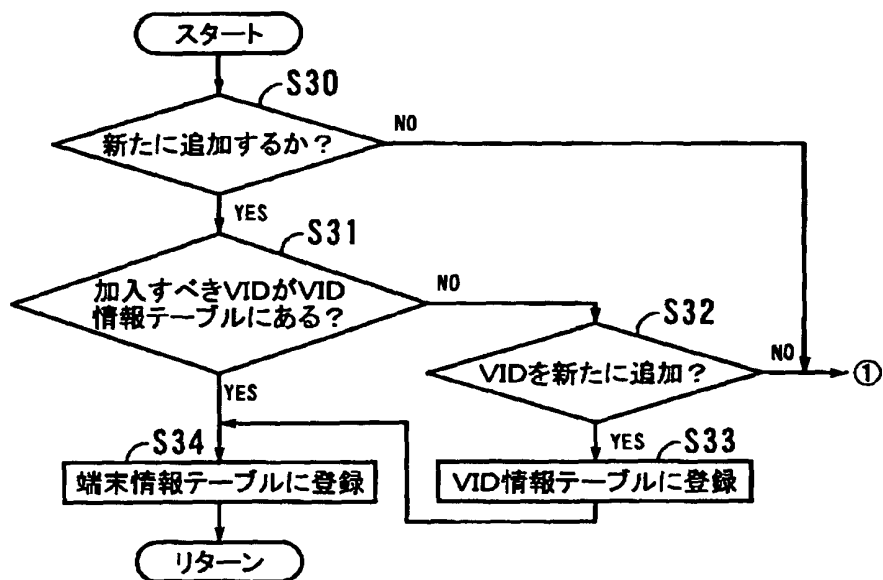 スタート
S30
新たに追加するか？
NO
YES
S31
加入すべきVIDがVID
情報テーブルにある？
NO
S32
VIDを新たに追加？
NO
①
YES
YES
S34
端末情報テーブルに登録
S33
VID情報テーブルに登録
リターン